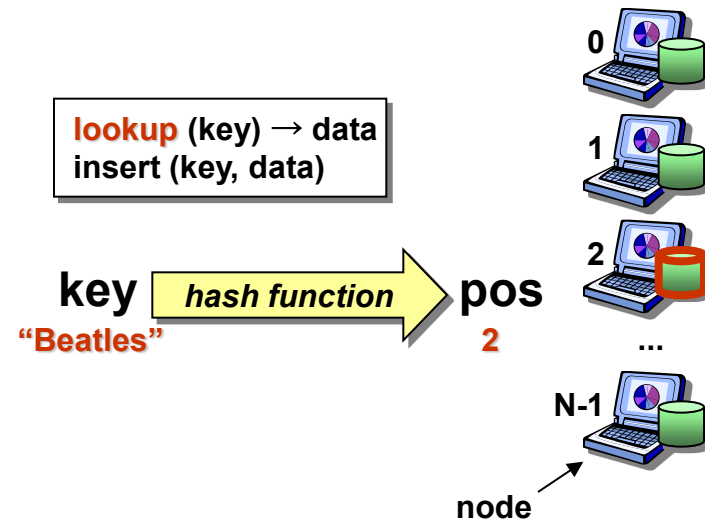 0
lookup (key) → data
insert (key, data)
1
2
key hash function pos
“Beatles” 2
...
N-1
node